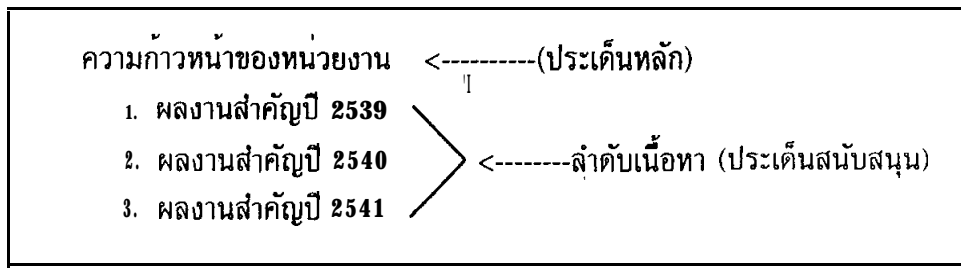 ความก้าวหน้าของหน่วยงาน <----------(ประเด็นหลัก)
1. ผลงานสำคัญปี 2539
2. ผลงานสำคัญปี 2540 <--------ลำดับเนื้อหา (ประเด็นสนับสนุน)
3. ผลงานสำคัญปี 2541